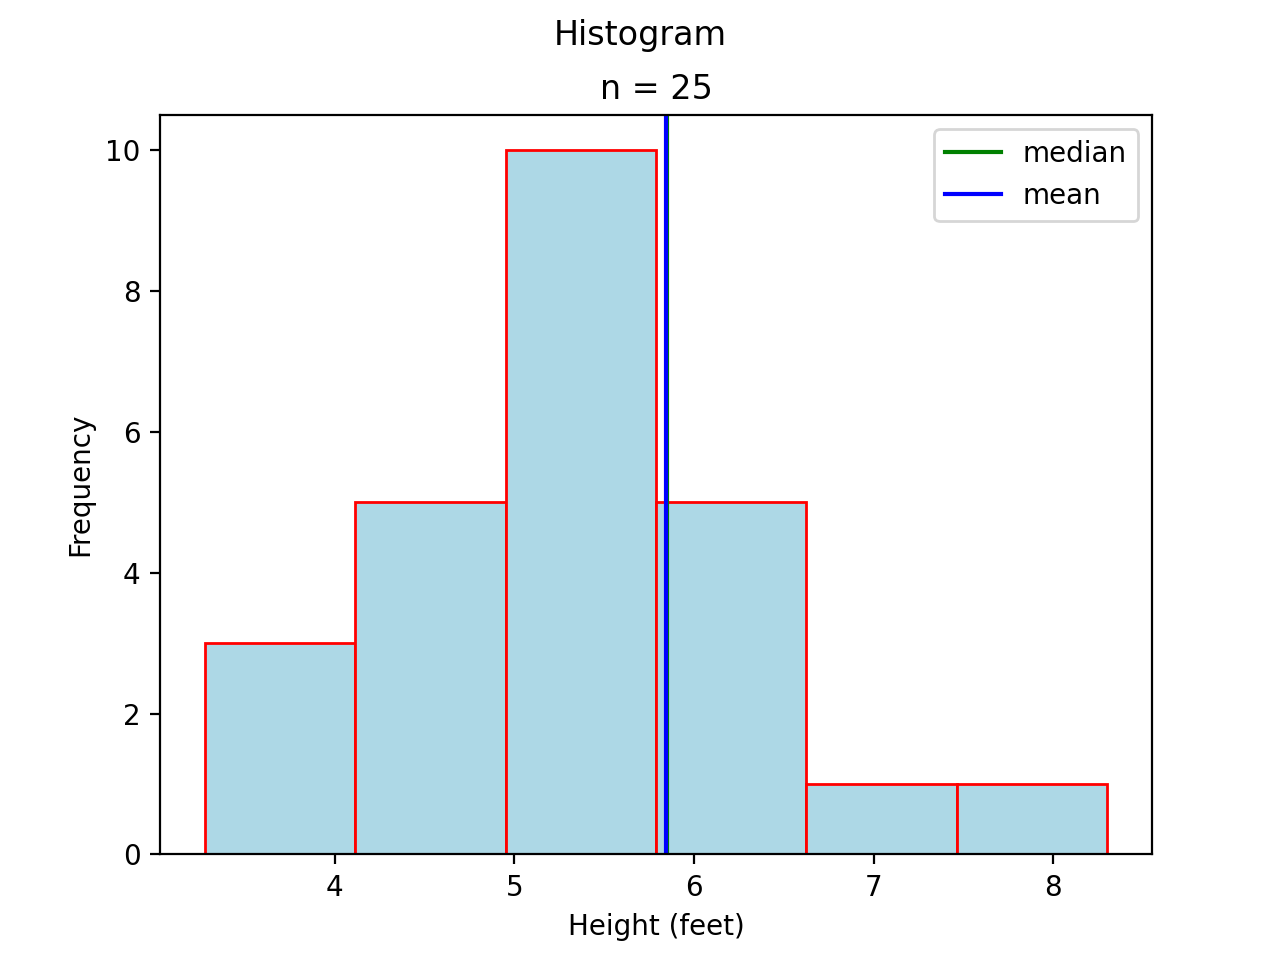 Histogram
n = 25
median
mean
10
8
6
4
2
0
Frequency
4 5 6 7 8
Height (feet)